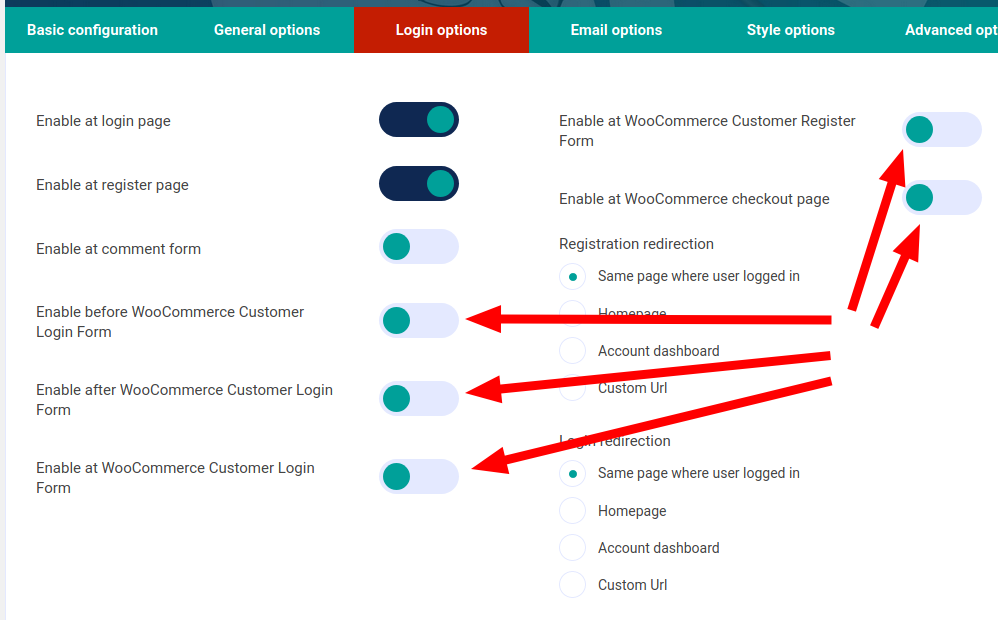 Basic configuration
General options
Login options
Email options
Style options
Advanced opt
Enable at login page
Enable at register page
Enable at comment form
Enable before WooCommerce Customer
Login Form
Enable after WooCommerce Customer Login
Form
Enable at WooCommerce Customer Login
Form
Enable at WooCommerce Customer Register
Form
Enable at WooCommerce checkout page
Registration redirection
Same page where user logged in
Homepage
Account dashboard
Custom Url
Login redirection
Same page where user logged in
Homepage
Account dashboard
Custom Url